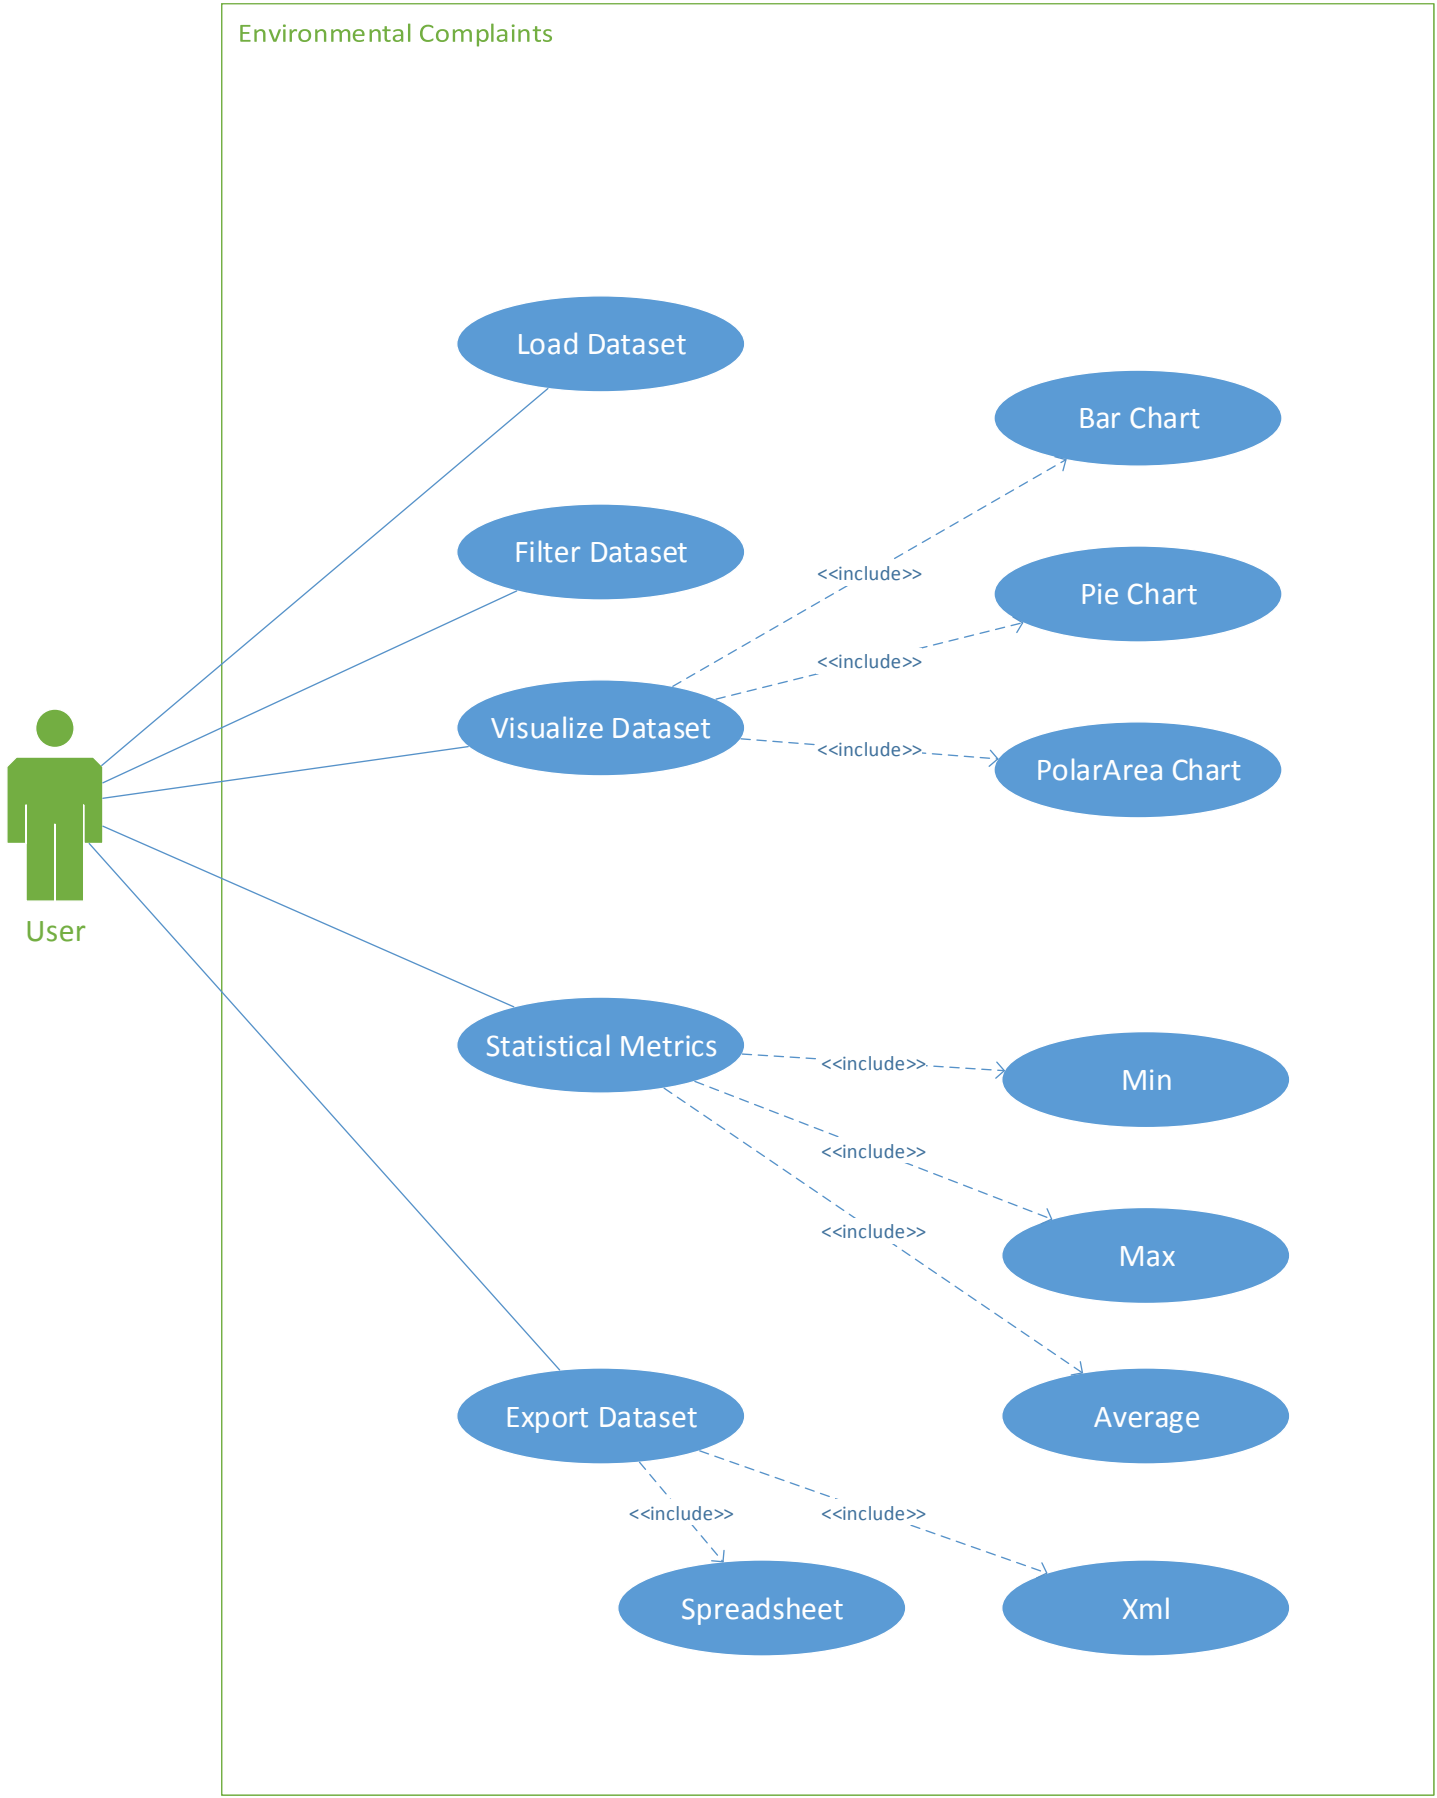 Environmental Complaints
Load Dataset
Bar Chart
Filter Dataset
<<include>>
Pie Chart
<<include>>
Visualize Dataset
<<include>>
PolarArea Chart
User
Statistical Metrics
<<include>>
Min
<<include>>
<<include>>
Max
Export Dataset
Average
<<include>>
<<include>>
Spreadsheet
Xml